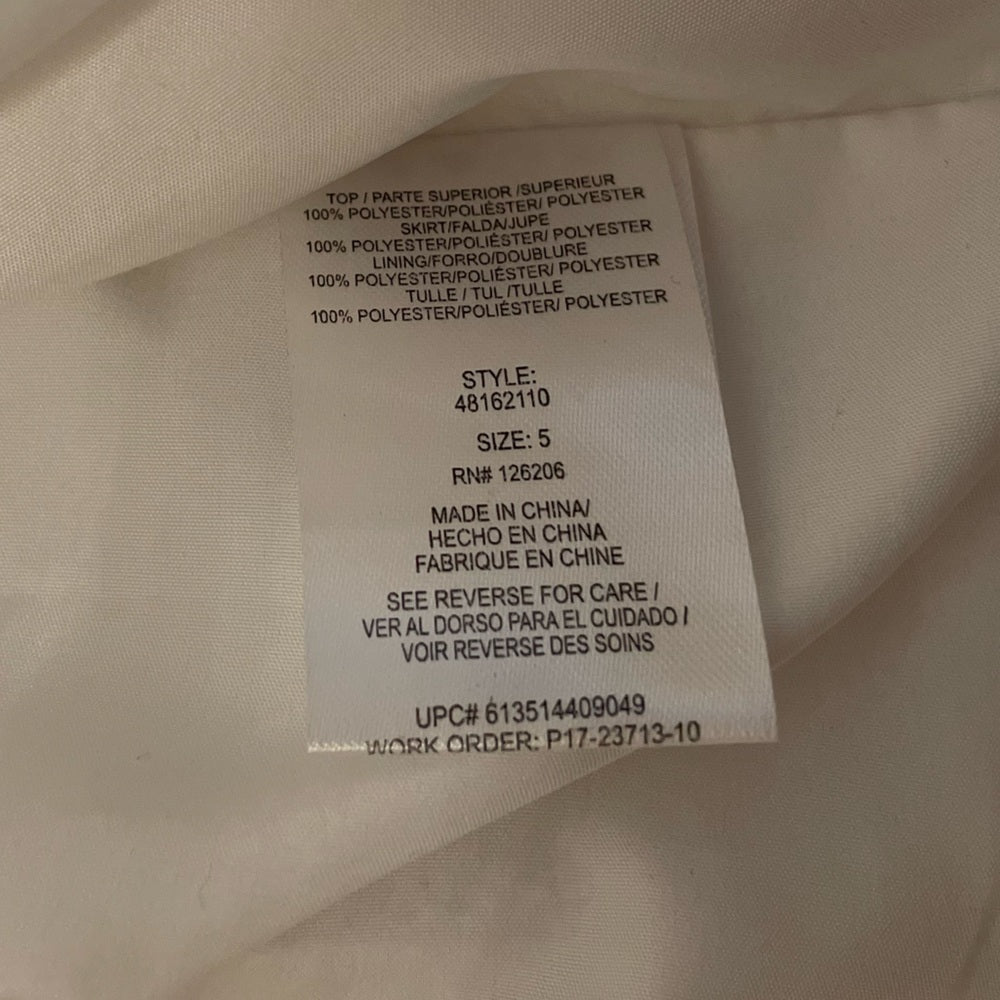 TOP / PARTE SUPERIOR /SUPERIEUR
100% POLYESTER/POLIÉSTER/ POLYESTER
SKIRT/FALDA/JUPE
100% POLYESTER/POLIÉSTER/ POLYESTER
LINING/FORRO/DOUBLURE
100% POLYESTER/POLIÉSTER/ POLYESTER
TULLE / TUL /TULLE
100% POLYESTER/POLIÉSTER/ POLYESTER
STYLE:
48162110
SIZE: 5
RN# 126206
MADE IN CHINA/
HECHO EN CHINA
FABRIQUE EN CHINE
SEE REVERSE FOR CARE /
VER AL DORSO PARA EL CUIDADO /
VOIR REVERSE DES SOINS
UPC# 613514409049
WORK ORDER: P17-23713-10